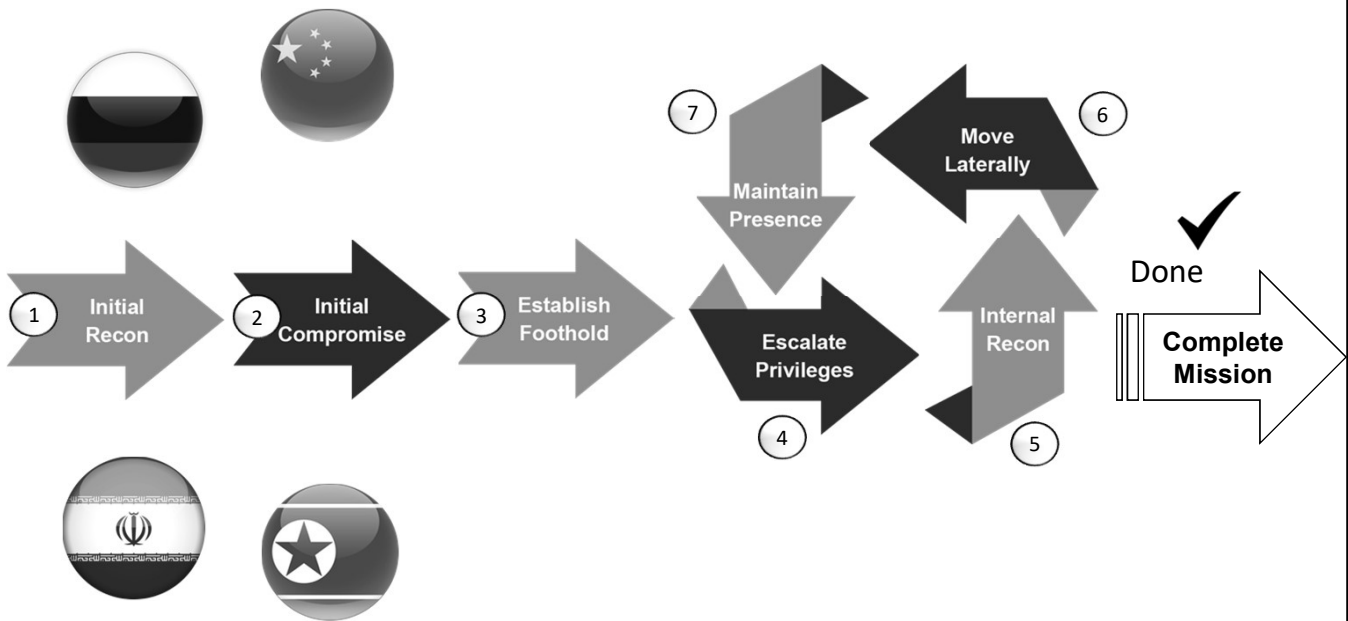 1
Initial
Recon
2
Initial
Compromise
3
Establish
Foothold
4
Escalate
Privileges
5
Internal
Recon
6
Move
Laterally
7
Maintain
Presence
Done
Complete
Mission